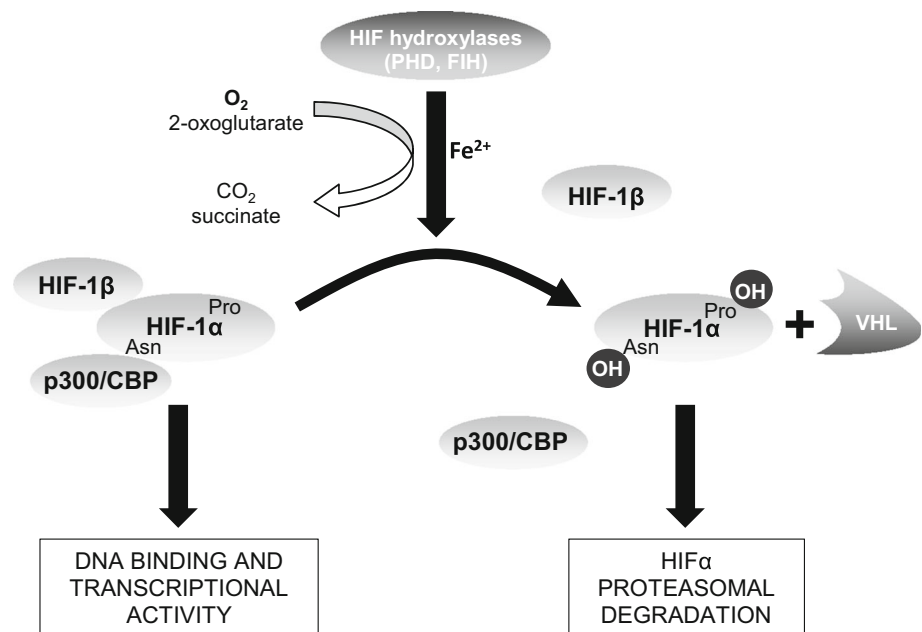 HIF hydroxylases
(PHD, FIH)
O₂
2-oxoglutarate
Fe²⁺
CO₂
succinate
HIF-1β
HIF-1β
Pro
HIF-1α
Asn
p300/CBP
OH
Pro
HIF-1α
Asn
OH
+
VHL
p300/CBP
DNA BINDING AND
TRANSCRIPTIONAL
ACTIVITY
HIFα
PROTEASOMAL
DEGRADATION